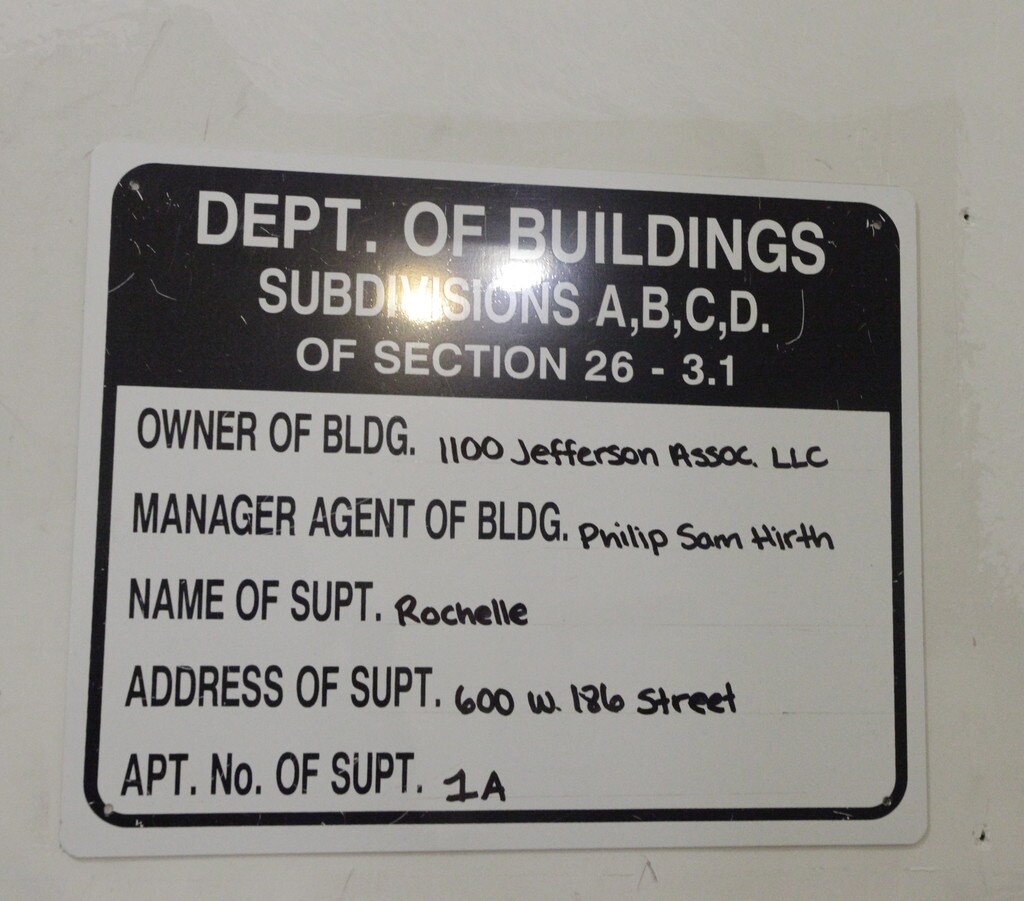 DEPT. OF BUILDINGS
SUBDIVISIONS A,B,C,D.
OF SECTION 26 - 3.1
OWNER OF BLDG. 1100 Jefferson Assoc. LLC
MANAGER AGENT OF BLDG. Philip Sam Hirth
NAME OF SUPT. Rochelle
ADDRESS OF SUPT. 600 W. 186 Street
APT. No. OF SUPT. 1A